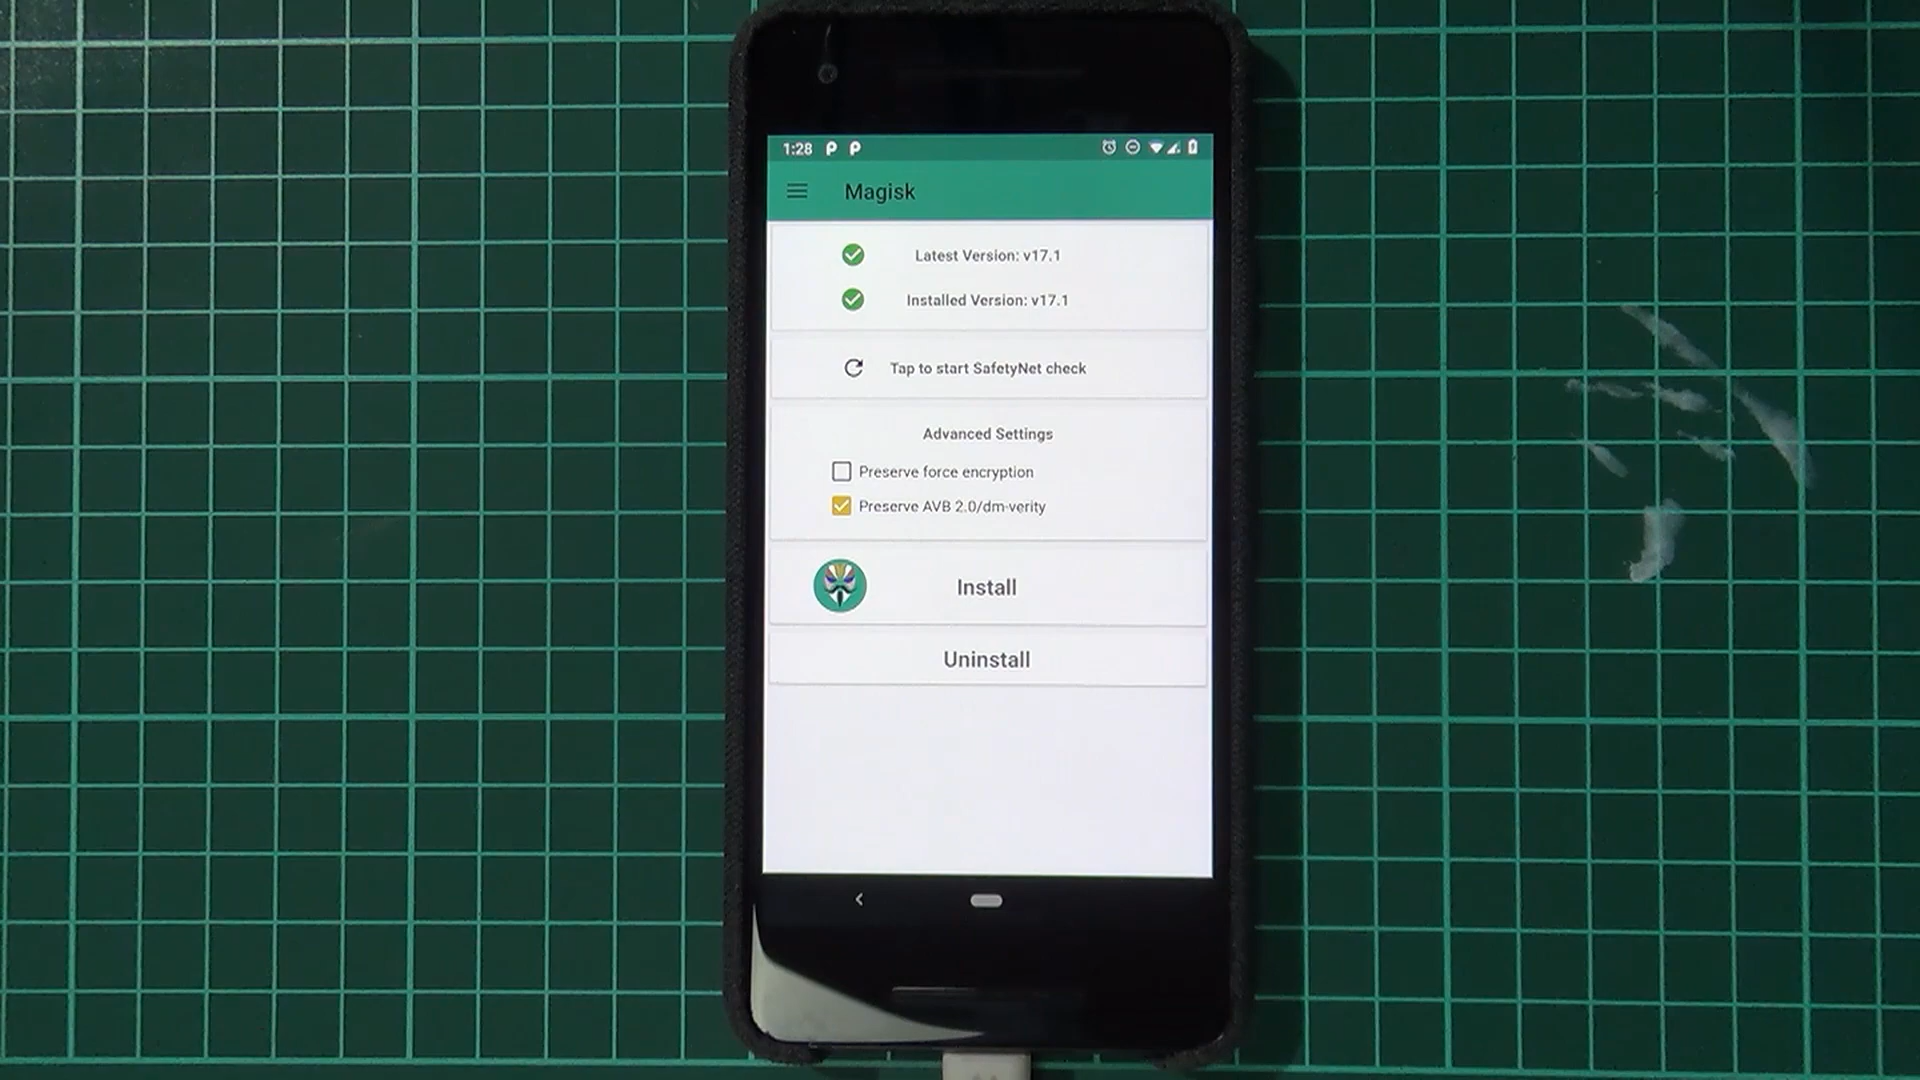 1:28
Magisk
Latest Version: v17.1
Installed Version: v17.1
Tap to start SafetyNet check
Advanced Settings
Preserve force encryption
Preserve AVB 2.0/dm-verity
Install
Uninstall